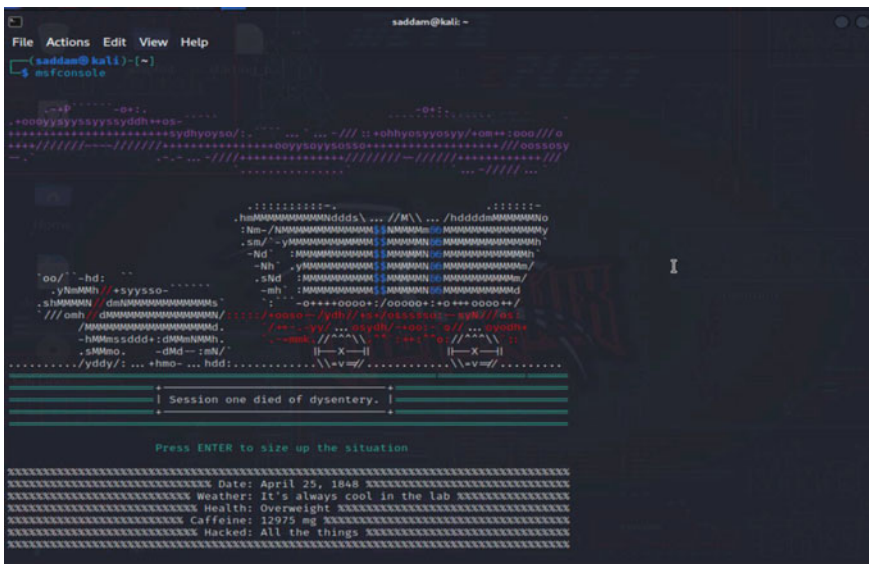 saddam@kali: ~
File Actions Edit View Help
(saddam㉿kali)-[~]
$ msfconsole
| Session one died of dysentery. |
Press ENTER to size up the situation
%%%%%%%%%%%%%%%%%%%%%%%%%%%%% Date: April 25, 1848 %%%%%%%%%%%%%%%%%%%%%%%%%%%%%
%%%%%%%%%%%%%%%%%%%%%%%%%% Weather: It's always cool in the lab %%%%%%%%%%%%%%%%
%%%%%%%%%%%%%%%%%%%%%%%%%%% Health: Overweight %%%%%%%%%%%%%%%%%%%%%%%%%%%%%%%%%
%%%%%%%%%%%%%%%%%%%%%%%%% Caffeine: 12975 mg %%%%%%%%%%%%%%%%%%%%%%%%%%%%%%%%%%%
%%%%%%%%%%%%%%%%%%%%%%%%%%% Hacked: All the things %%%%%%%%%%%%%%%%%%%%%%%%%%%%